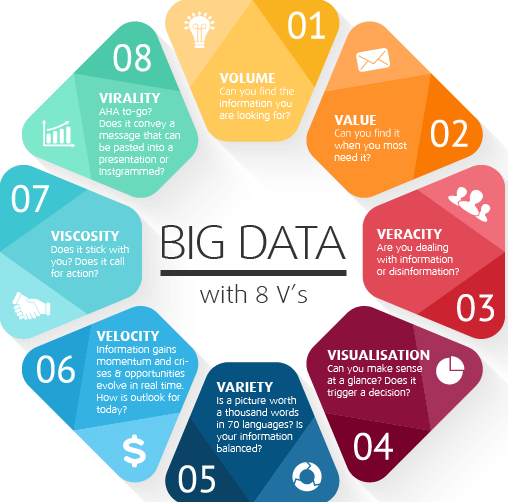 BIG DATA
with 8 V's
01
VOLUME
Can you find the
information you
are looking for?
02
VALUE
Can you find it
when you most
need it?
03
VERACITY
Are you dealing
with information
or disinformation?
04
VISUALISATION
Can you make sense
at a glance? Does it
trigger a decision?
05
VARIETY
Is a picture worth
a thousand words
in 70 languages? Is
your information
balanced?
06
VELOCITY
Information gains
momentum and cri-
ses & opportunities
evolve in real time.
How is outlook for
today?
$
07
VISCOSITY
Does it stick with
you? Does it call
for action?
08
VIRALITY
AHA to-go?
Does it convey a
message that can
be pasted into a
presentation or
Instgrammed?